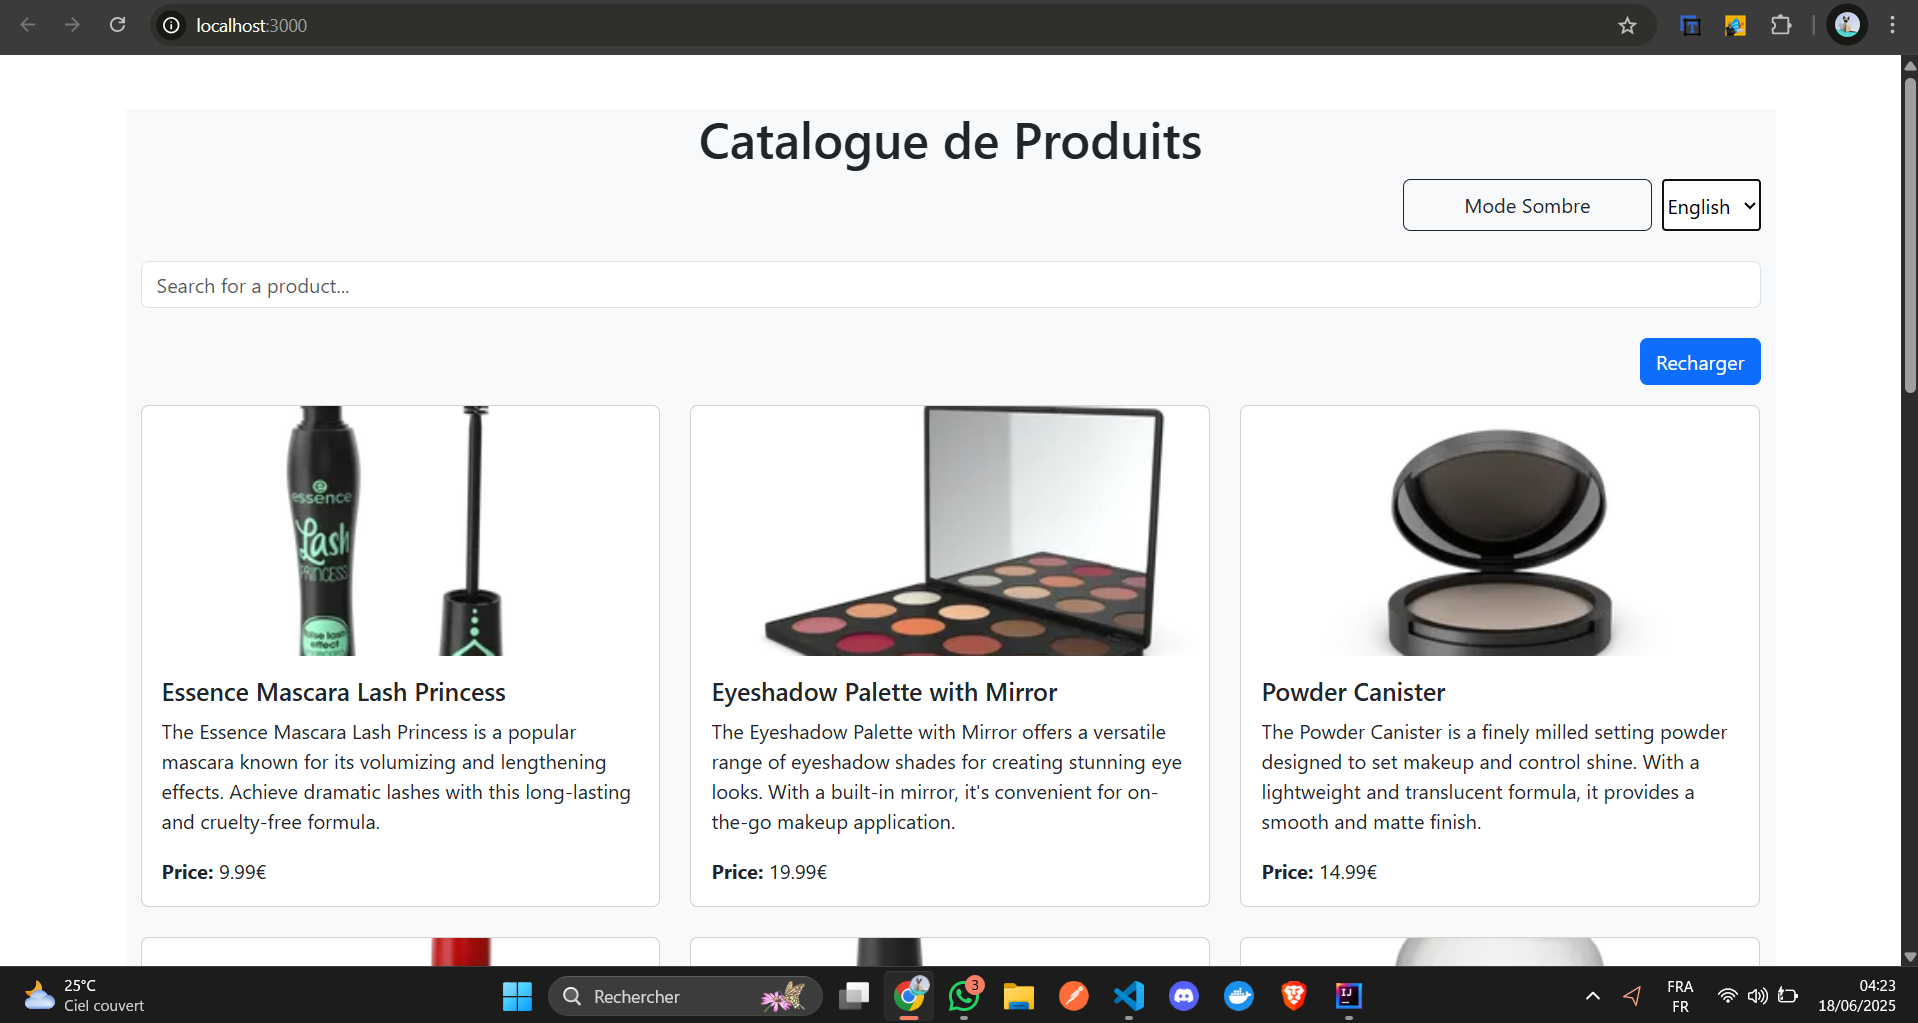 localhost:3000
Catalogue de Produits
Mode Sombre
English
Search for a product...
Recharger
essence
Lash
PRINCESS
false lash
effect
Essence Mascara Lash Princess
The Essence Mascara Lash Princess is a popular
mascara known for its volumizing and lengthening
effects. Achieve dramatic lashes with this long-lasting
and cruelty-free formula.
Price: 9.99€
Eyeshadow Palette with Mirror
The Eyeshadow Palette with Mirror offers a versatile
range of eyeshadow shades for creating stunning eye
looks. With a built-in mirror, it's convenient for on-
the-go makeup application.
Price: 19.99€
Powder Canister
The Powder Canister is a finely milled setting powder
designed to set makeup and control shine. With a
lightweight and translucent formula, it provides a
smooth and matte finish.
Price: 14.99€
25°C
Ciel couvert
Rechercher
3
IJ
FRA
FR
04:23
18/06/2025